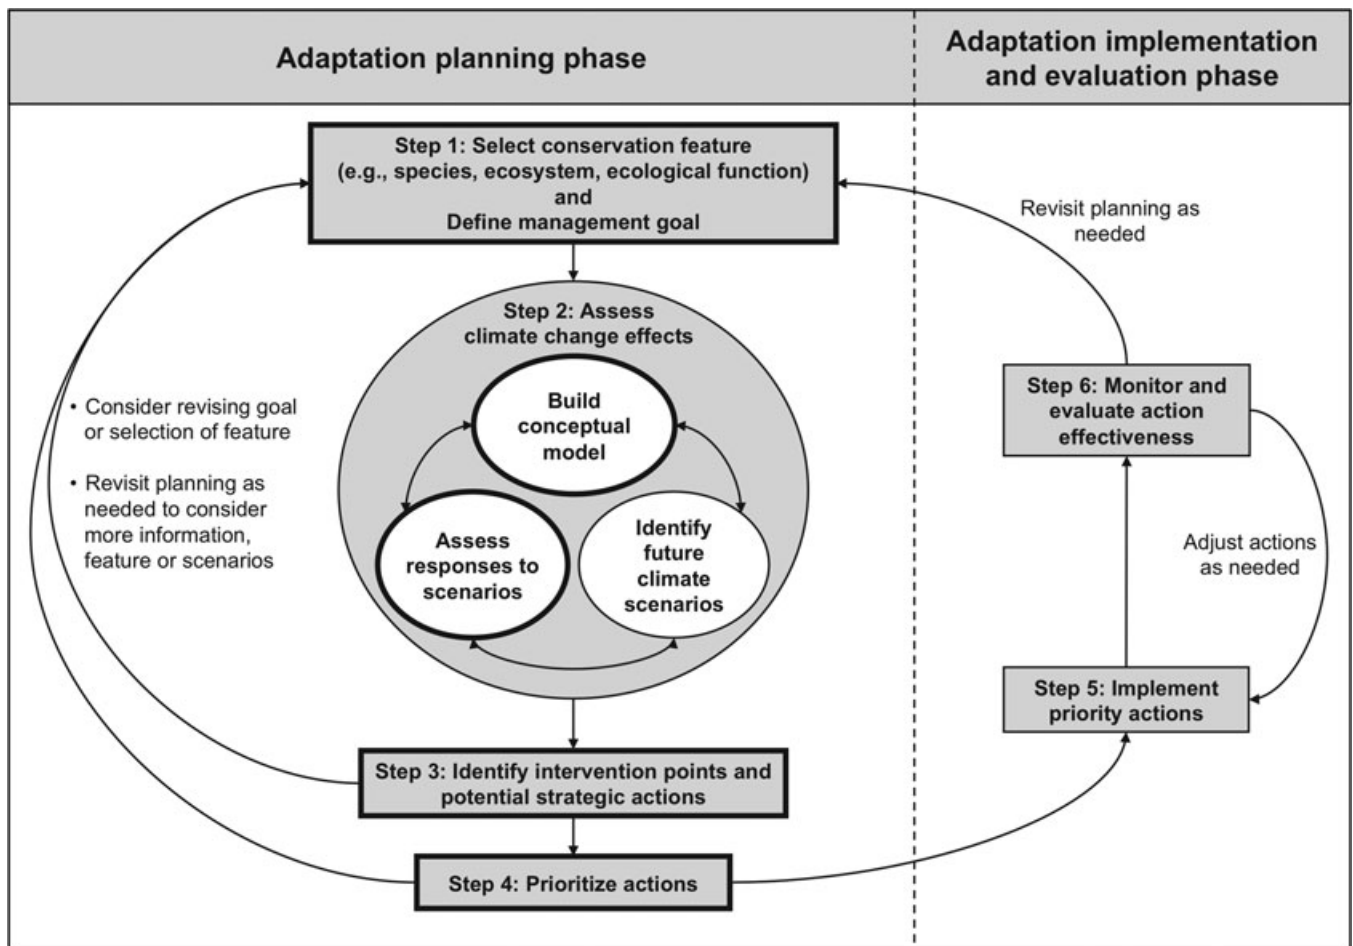 Adaptation planning phase
Adaptation implementation
and evaluation phase
Step 1: Select conservation feature
(e.g., species, ecosystem, ecological function)
and
Define management goal
Step 2: Assess
climate change effects
Build
conceptual
model
Assess
responses to
scenarios
Identify
future
climate
scenarios
• Consider revising goal
or selection of feature
• Revisit planning as
needed to consider
more information,
feature or scenarios
Step 3: Identify intervention points and
potential strategic actions
Step 4: Prioritize actions
Revisit planning as
needed
Step 6: Monitor and
evaluate action
effectiveness
Adjust actions
as needed
Step 5: Implement
priority actions